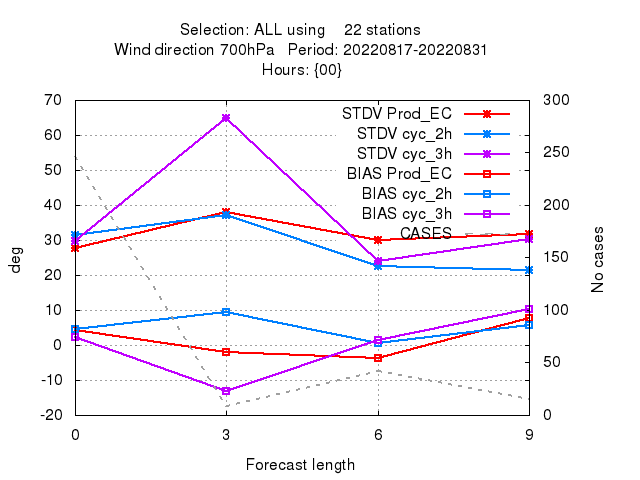 Selection: ALL using 22 stations
Wind direction 700hPa Period: 20220817-20220831
Hours: {00}
70
60
50
40
30
20
10
0
-10
-20
300
250
200
150
100
50
0
STDV Prod_EC
STDV cyc_2h
STDV cyc_3h
BIAS Prod_EC
BIAS cyc_2h
BIAS cyc_3h
CASES
deg
No cases
0 3 6 9
Forecast length